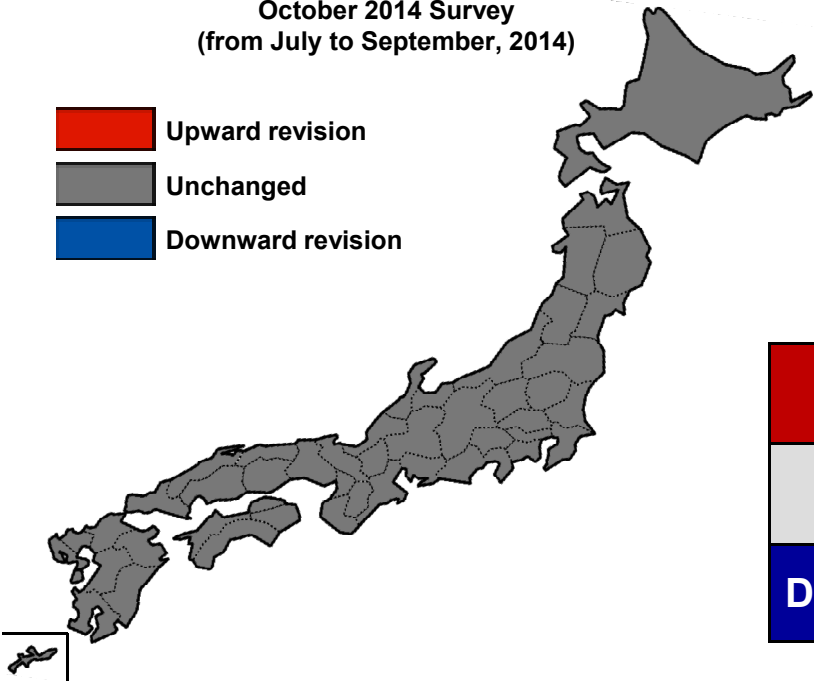 October 2014 Survey
(from July to September, 2014)
Upward revision
Unchanged
Downward revision
D